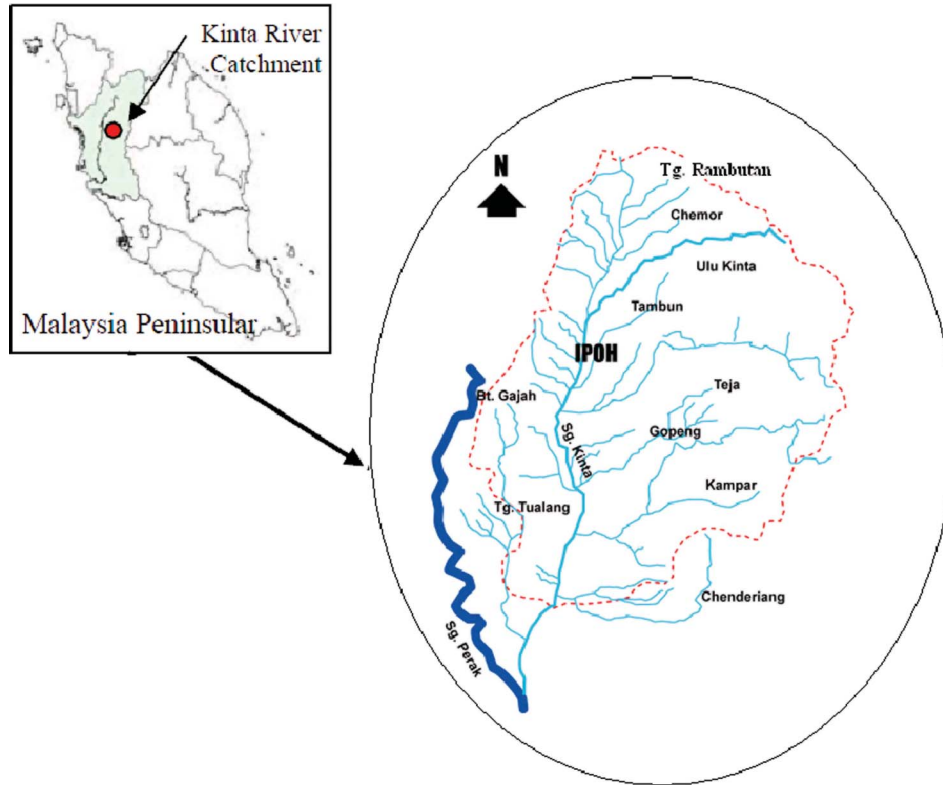 Kinta River
Catchment
Malaysia Peninsular
N
Tg. Rambutan
Chemor
Ulu Kinta
Tambun
IPOH
Teja
Bt. Gajah
Sg. Kinta
Gopeng
Kampar
Tg. Tualang
Chenderiang
Sg. Perak